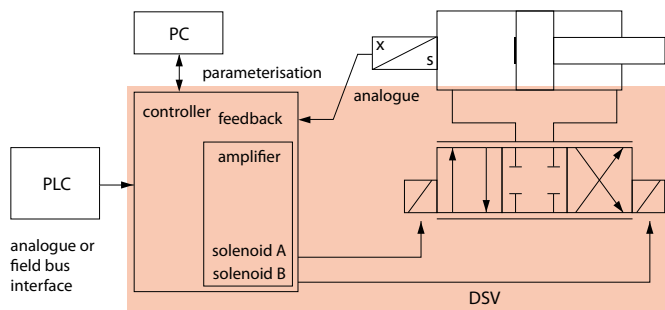 PC
parameterisation
X
S
analogue
controller
feedback
amplifier
PLC
analogue or
field bus
interface
solenoid A
solenoid B
DSV